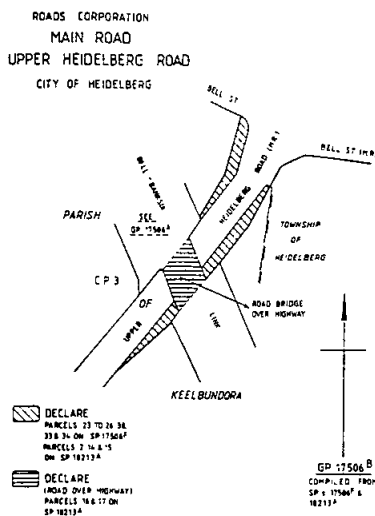 ROADS CORPORATION
MAIN ROAD
UPPER HEIDELBERG ROAD
CITY OF HEIDELBERG
BELL ST
BELL ST (M.R.)
BELL - BANKSIA
HEIDELBERG ROAD (M.R.)
PARISH
SEE
GP 17506A
TOWNSHIP
OF
HEIDELBERG
C P 3
OF
ROAD BRIDGE
OVER HIGHWAY
UPPER
LINK
KEELBUNDORA
DECLARE
PARCELS 23 TO 26 38
33 & 34 ON SP 17506F
PARCELS 2 14 & 15
ON SP 18213A
DECLARE
(ROAD OVER HIGHWAY)
PARCELS 16 & 17 ON
SP 18213A
GP 17506B
COMPILED FROM
SP s 17506F &
18213A